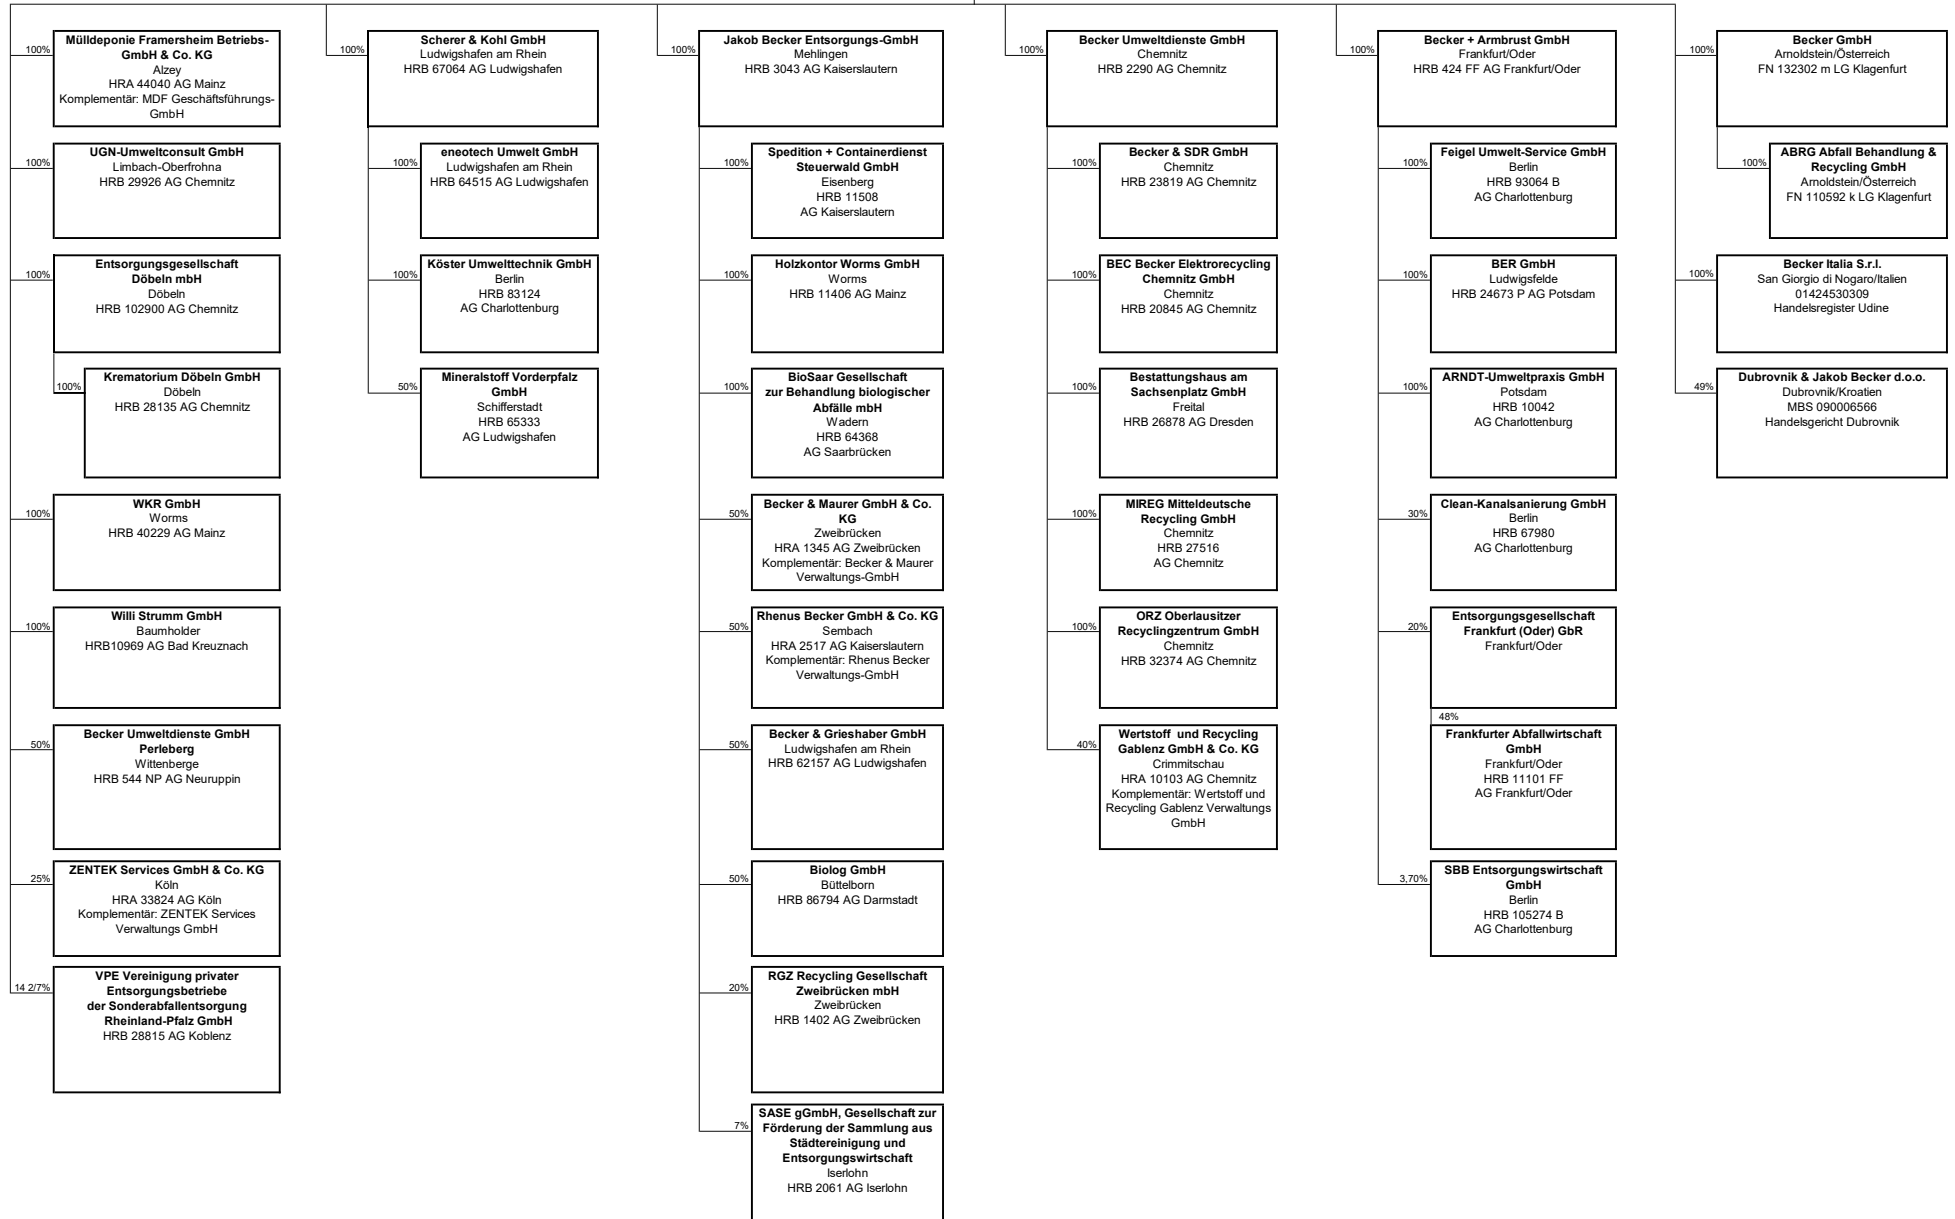 100%
Mülldeponie Framersheim Betriebs-
GmbH & Co. KG
Alzey
HRA 44040 AG Mainz
Komplementär: MDF Geschäftsführungs-
GmbH
100%
UGN-Umweltconsult GmbH
Limbach-Oberfrohna
HRB 29926 AG Chemnitz
100%
Entsorgungsgesellschaft
Döbeln mbH
Döbeln
HRB 102900 AG Chemnitz
100%
Krematorium Döbeln GmbH
Döbeln
HRB 28135 AG Chemnitz
100%
WKR GmbH
Worms
HRB 40229 AG Mainz
100%
Willi Strumm GmbH
Baumholder
HRB10969 AG Bad Kreuznach
50%
Becker Umweltdienste GmbH
Perleberg
Wittenberge
HRB 544 NP AG Neuruppin
25%
ZENTEK Services GmbH & Co. KG
Köln
HRA 33824 AG Köln
Komplementär: ZENTEK Services
Verwaltungs GmbH
14 2/7%
VPE Vereinigung privater
Entsorgungsbetriebe
der Sonderabfallentsorgung
Rheinland-Pfalz GmbH
HRB 28815 AG Koblenz
100%
Scherer & Kohl GmbH
Ludwigshafen am Rhein
HRB 67064 AG Ludwigshafen
100%
eneotech Umwelt GmbH
Ludwigshafen am Rhein
HRB 64515 AG Ludwigshafen
100%
Köster Umwelttechnik GmbH
Berlin
HRB 83124
AG Charlottenburg
50%
Mineralstoff Vorderpfalz
GmbH
Schifferstadt
HRB 65333
AG Ludwigshafen
100%
Jakob Becker Entsorgungs-GmbH
Mehlingen
HRB 3043 AG Kaiserslautern
100%
Spedition + Containerdienst
Steuerwald GmbH
Eisenberg
HRB 11508
AG Kaiserslautern
100%
Holzkontor Worms GmbH
Worms
HRB 11406 AG Mainz
100%
BioSaar Gesellschaft
zur Behandlung biologischer
Abfälle mbH
Wadern
HRB 64368
AG Saarbrücken
50%
Becker & Maurer GmbH & Co.
KG
Zweibrücken
HRA 1345 AG Zweibrücken
Komplementär: Becker & Maurer
Verwaltungs-GmbH
50%
Rhenus Becker GmbH & Co. KG
Sembach
HRA 2517 AG Kaiserslautern
Komplementär: Rhenus Becker
Verwaltungs-GmbH
50%
Becker & Grieshaber GmbH
Ludwigshafen am Rhein
HRB 62157 AG Ludwigshafen
50%
Biolog GmbH
Büttelborn
HRB 86794 AG Darmstadt
20%
RGZ Recycling Gesellschaft
Zweibrücken mbH
Zweibrücken
HRB 1402 AG Zweibrücken
7%
SASE gGmbH, Gesellschaft zur
Förderung der Sammlung aus
Städtereinigung und
Entsorgungswirtschaft
Iserlohn
HRB 2061 AG Iserlohn
100%
Becker Umweltdienste GmbH
Chemnitz
HRB 2290 AG Chemnitz
100%
Becker & SDR GmbH
Chemnitz
HRB 23819 AG Chemnitz
100%
BEC Becker Elektrorecycling
Chemnitz GmbH
Chemnitz
HRB 20845 AG Chemnitz
100%
Bestattungshaus am
Sachsenplatz GmbH
Freital
HRB 26878 AG Dresden
100%
MIREG Mitteldeutsche
Recycling GmbH
Chemnitz
HRB 27516
AG Chemnitz
100%
ORZ Oberlausitzer
Recyclingzentrum GmbH
Chemnitz
HRB 32374 AG Chemnitz
40%
Wertstoff und Recycling
Gablenz GmbH & Co. KG
Crimmitschau
HRA 10103 AG Chemnitz
Komplementär: Wertstoff und
Recycling Gablenz Verwaltungs
GmbH
100%
Becker + Armbrust GmbH
Frankfurt/Oder
HRB 424 FF AG Frankfurt/Oder
100%
Feigel Umwelt-Service GmbH
Berlin
HRB 93064 B
AG Charlottenburg
100%
BER GmbH
Ludwigsfelde
HRB 24673 P AG Potsdam
100%
ARNDT-Umweltpraxis GmbH
Potsdam
HRB 10042
AG Charlottenburg
30%
Clean-Kanalsanierung GmbH
Berlin
HRB 67980
AG Charlottenburg
20%
Entsorgungsgesellschaft
Frankfurt (Oder) GbR
Frankfurt/Oder
48%
Frankfurter Abfallwirtschaft
GmbH
Frankfurt/Oder
HRB 11101 FF
AG Frankfurt/Oder
3,70%
SBB Entsorgungswirtschaft
GmbH
Berlin
HRB 105274 B
AG Charlottenburg
100%
Becker GmbH
Arnoldstein/Österreich
FN 132302 m LG Klagenfurt
100%
ABRG Abfall Behandlung &
Recycling GmbH
Arnoldstein/Österreich
FN 110592 k LG Klagenfurt
100%
Becker Italia S.r.l.
San Giorgio di Nogaro/Italien
01424530309
Handelsregister Udine
49%
Dubrovnik & Jakob Becker d.o.o.
Dubrovnik/Kroatien
MBS 090006566
Handelsgericht Dubrovnik